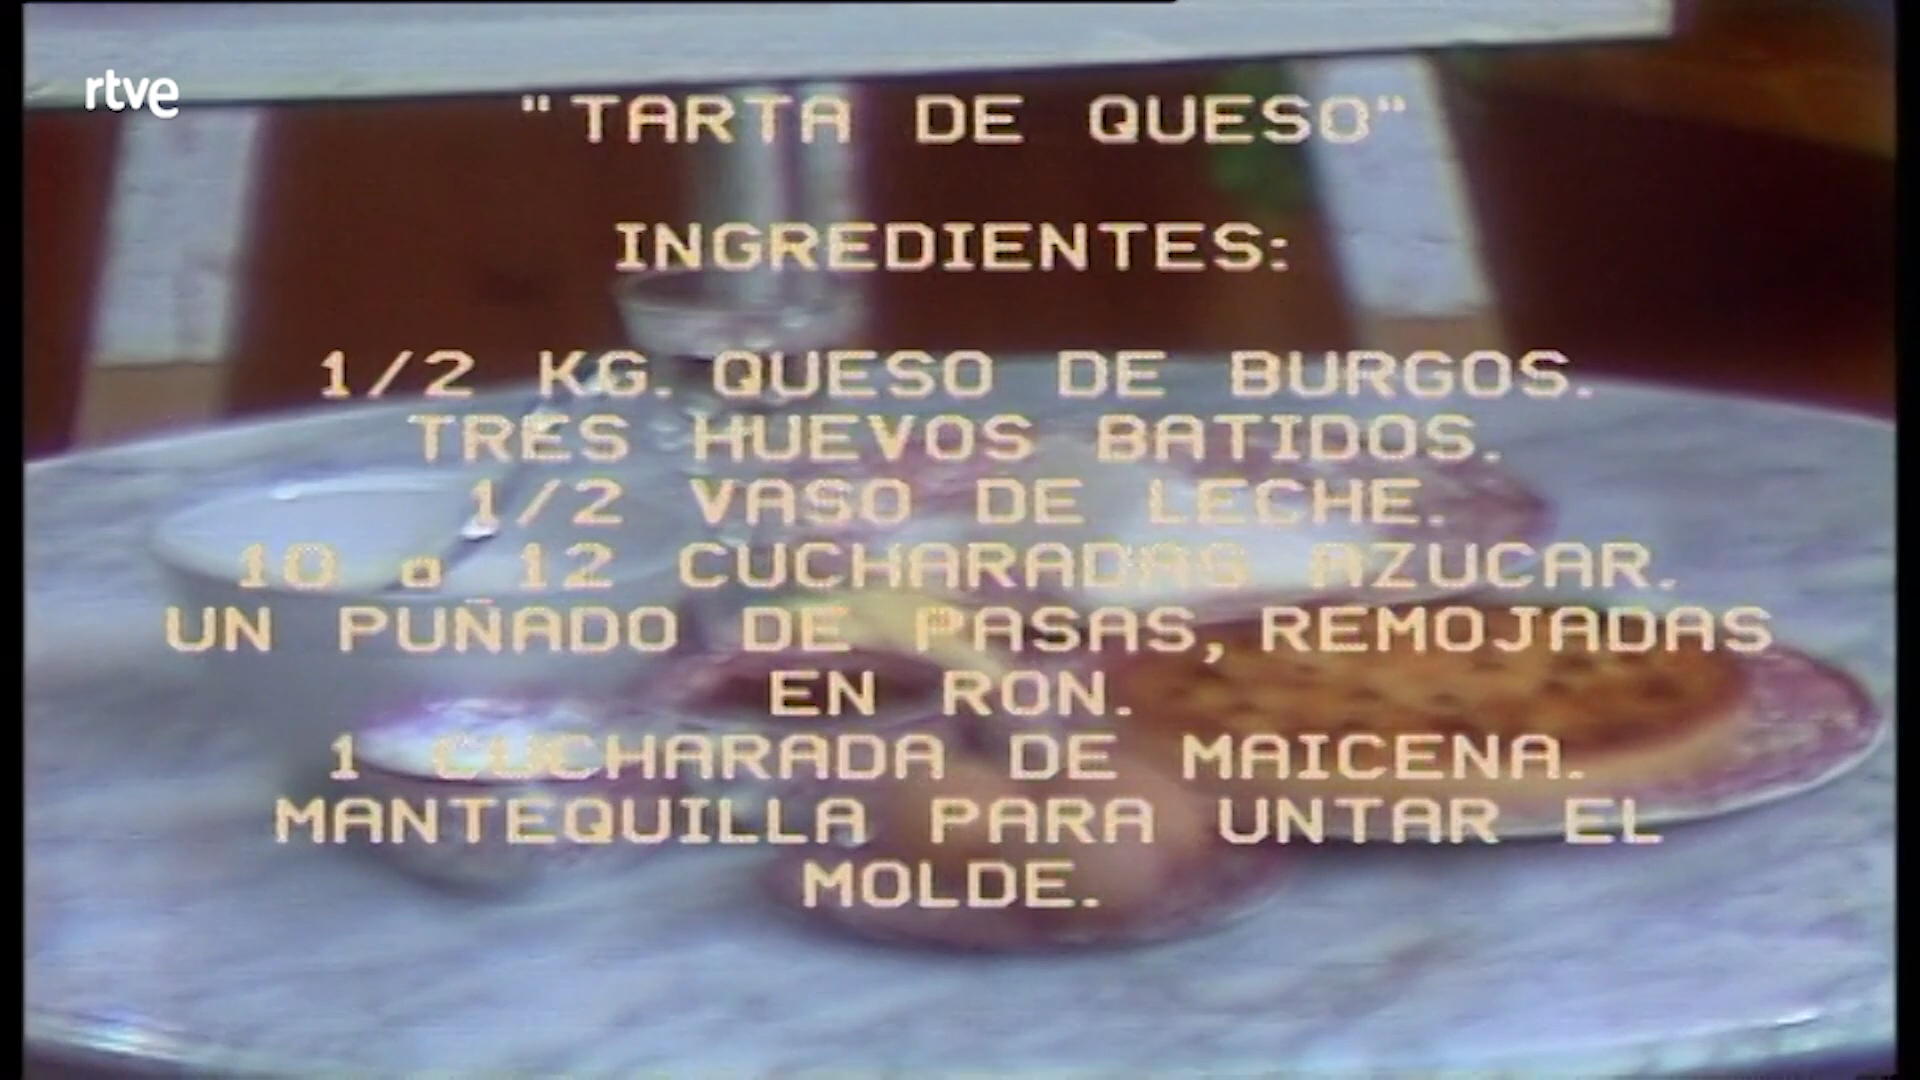 rtve
"TARTA DE QUESO"
INGREDIENTES:
1/2 KG. QUESO DE BURGOS.
TRES HUEVOS BATIDOS.
1/2 VASO DE LECHE.
10 a 12 CUCHARADAS AZUCAR.
UN PUÑADO DE PASAS, REMOJADAS
EN RON.
1 CUCHARADA DE MAICENA.
MANTEQUILLA PARA UNTAR EL
MOLDE.